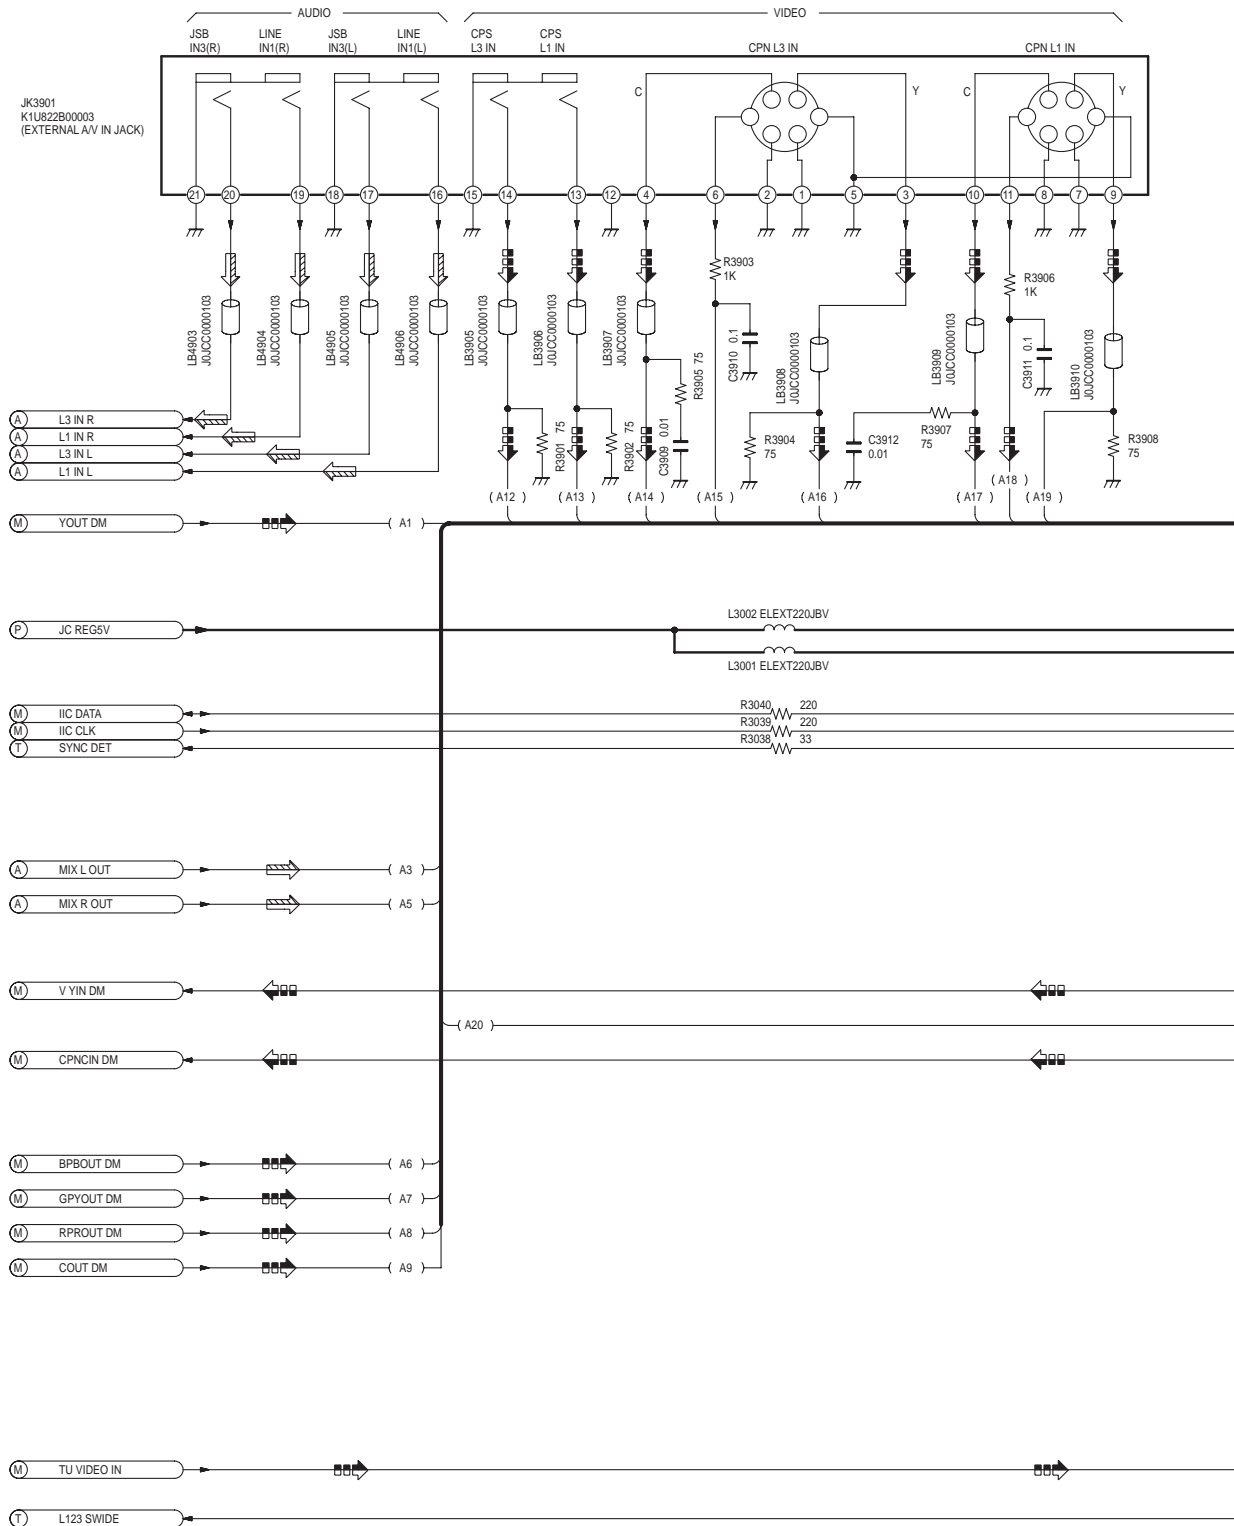 AUDIO
VIDEO
JSB
IN3(R)
LINE
IN1(R)
JSB
IN3(L)
LINE
IN1(L)
CPS
L3 IN
CPS
L1 IN
CPN L3 IN
CPN L1 IN
JK3901
K1U822B00003
(EXTERNAL A/V IN JACK)
C
Y
C
Y
21
20
19
18
17
16
15
14
13
12
4
6
2
1
5
3
10
11
8
7
9
LB4903
J0JCC0000103
LB4904
J0JCC0000103
LB4905
J0JCC0000103
LB4906
J0JCC0000103
LB3905
J0JCC0000103
LB3906
J0JCC0000103
LB3907
J0JCC0000103
R3903
1K
C3910 0.1
R3905 75
LB3908
J0JCC0000103
LB3909
J0JCC0000103
R3906
1K
C3911 0.1
LB3910
J0JCC0000103
R3901 75
R3902 75
C3909 0.01
R3904
75
C3912
0.01
R3907
75
R3908
75
A L3 IN R
A L1 IN R
A L3 IN L
A L1 IN L
( A12 )
( A13 )
( A14 )
( A15 )
( A16 )
( A17 )
( A18 )
( A19 )
M YOUT DM ( A1 )
L3002 ELEXT220JBV
P JC REG5V
L3001 ELEXT220JBV
M IIC DATA R3040 220
M IIC CLK R3039 220
T SYNC DET R3038 33
A MIX L OUT ( A3 )
A MIX R OUT ( A5 )
M V YIN DM
( A20 )
M CPNCIN DM
M BPBOUT DM ( A6 )
M GPYOUT DM ( A7 )
M RPROUT DM ( A8 )
M COUT DM ( A9 )
M TU VIDEO IN
T L123 SWIDE